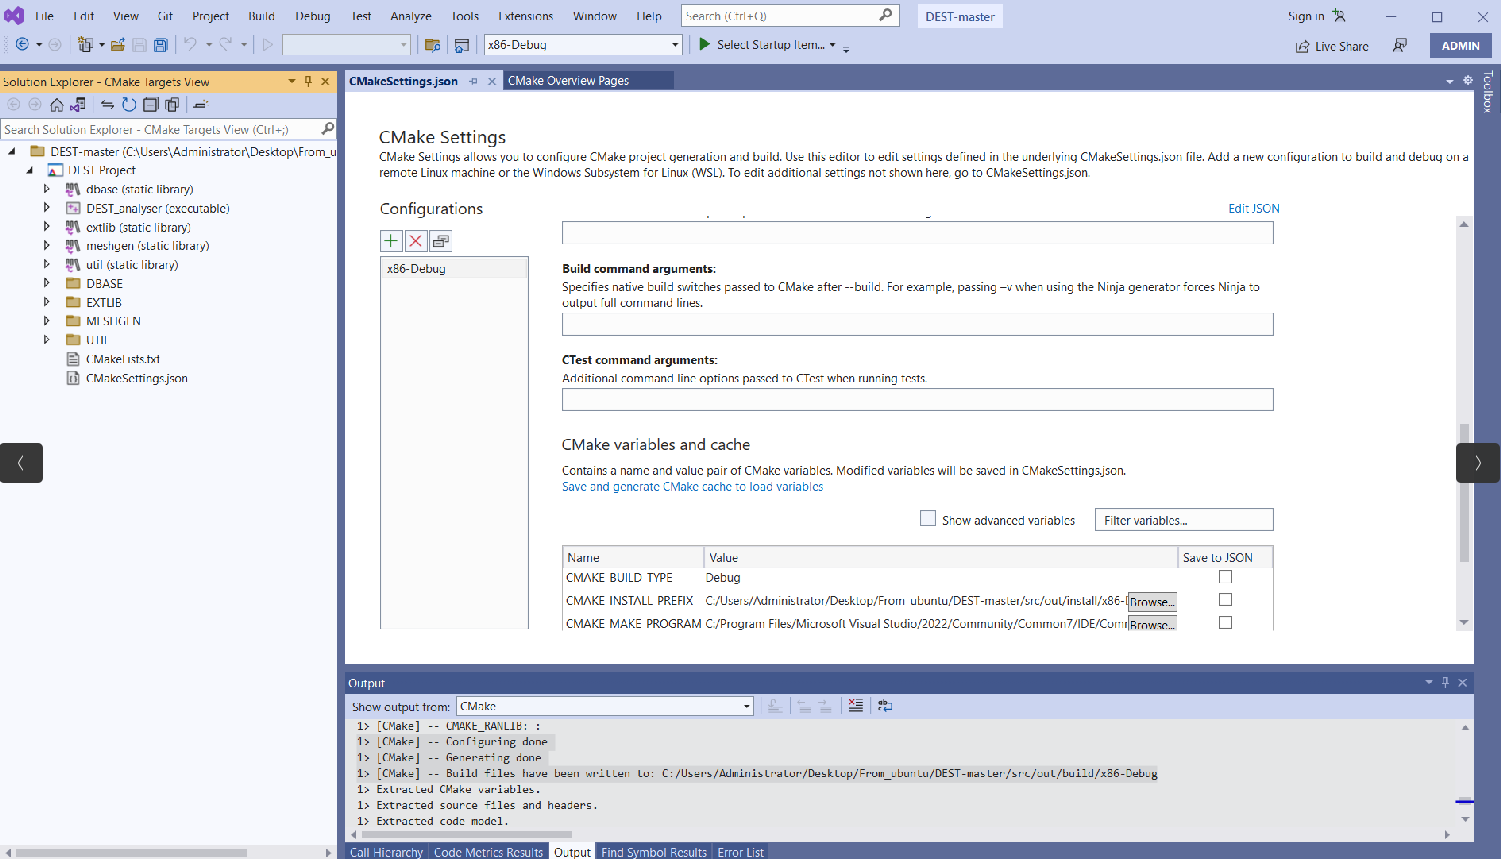 File Edit View Git Project Build Debug Test Analyze Tools Extensions Window Help Search (Ctrl+Q) DEST-master Sign in
x86-Debug Select Startup Item... Live Share ADMIN
Solution Explorer - CMake Targets View
CMakeSettings.json CMake Overview Pages
Toolbox
Search Solution Explorer - CMake Targets View (Ctrl+;)
DEST-master (C:\Users\Administrator\Desktop\From_u
DEST Project
dbase (static library)
DEST_analyser (executable)
extlib (static library)
meshgen (static library)
util (static library)
DBASE
EXTLIB
MESHGEN
UTIL
CMakeLists.txt
CMakeSettings.json
CMake Settings
CMake Settings allows you to configure CMake project generation and build. Use this editor to edit settings defined in the underlying CMakeSettings.json file. Add a new configuration to build and debug on a
remote Linux machine or the Windows Subsystem for Linux (WSL). To edit additional settings not shown here, go to CMakeSettings.json.
Configurations
Edit JSON
x86-Debug
Build command arguments:
Specifies native build switches passed to CMake after --build. For example, passing –v when using the Ninja generator forces Ninja to
output full command lines.
CTest command arguments:
Additional command line options passed to CTest when running tests.
CMake variables and cache
Contains a name and value pair of CMake variables. Modified variables will be saved in CMakeSettings.json.
Save and generate CMake cache to load variables
Show advanced variables Filter variables...
Name Value Save to JSON
CMAKE_BUILD_TYPE Debug
CMAKE_INSTALL_PREFIX C:/Users/Administrator/Desktop/From_ubuntu/DEST-master/src/out/install/x86-D Browse...
CMAKE_MAKE_PROGRAM C:/Program Files/Microsoft Visual Studio/2022/Community/Common7/IDE/Comm Browse...
Output
Show output from: CMake
1> [CMake] -- CMAKE_RANLIB: :
1> [CMake] -- Configuring done
1> [CMake] -- Generating done
1> [CMake] -- Build files have been written to: C:/Users/Administrator/Desktop/From_ubuntu/DEST-master/src/out/build/x86-Debug
1> Extracted CMake variables.
1> Extracted source files and headers.
1> Extracted code model.
Call Hierarchy Code Metrics Results Output Find Symbol Results Error List